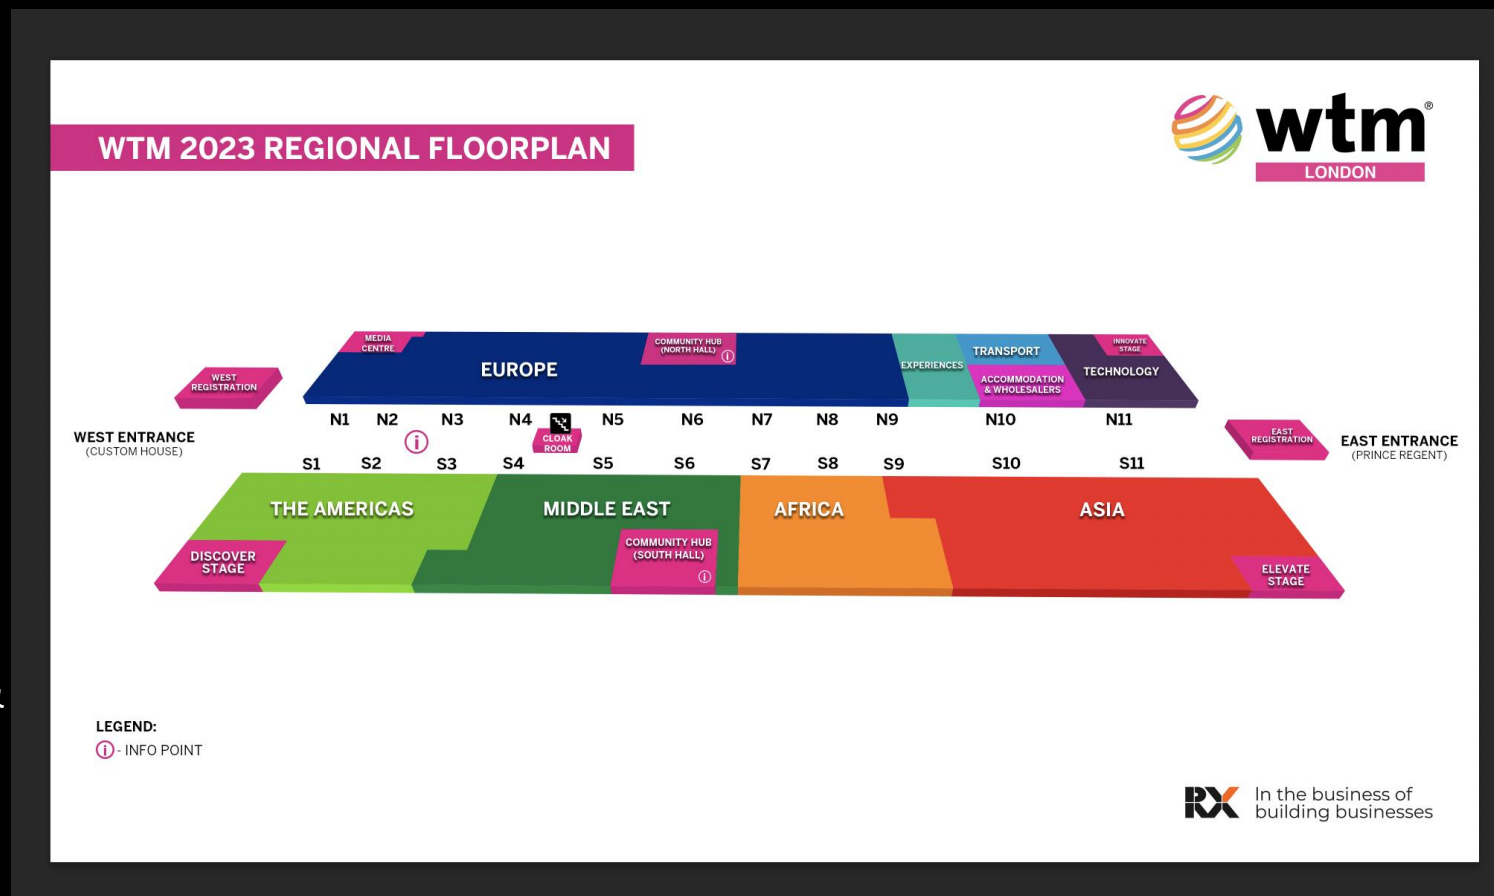 WTM 2023 REGIONAL FLOORPLAN
wtm®
LONDON
MEDIA
CENTRE
EUROPE
COMMUNITY HUB
(NORTH HALL)
i
EXPERIENCES
TRANSPORT
ACCOMMODATION
& WHOLESALERS
INNOVATE
STAGE
TECHNOLOGY
WEST
REGISTRATION
N1 N2 N3 N4 N5 N6 N7 N8 N9 N10 N11
WEST ENTRANCE
(CUSTOM HOUSE)
i
CLOAK
ROOM
EAST
REGISTRATION
EAST ENTRANCE
(PRINCE REGENT)
S1 S2 S3 S4 S5 S6 S7 S8 S9 S10 S11
THE AMERICAS
MIDDLE EAST
AFRICA
ASIA
DISCOVER
STAGE
COMMUNITY HUB
(SOUTH HALL)
i
ELEVATE
STAGE
LEGEND:
i - INFO POINT
RX
In the business of
building businesses